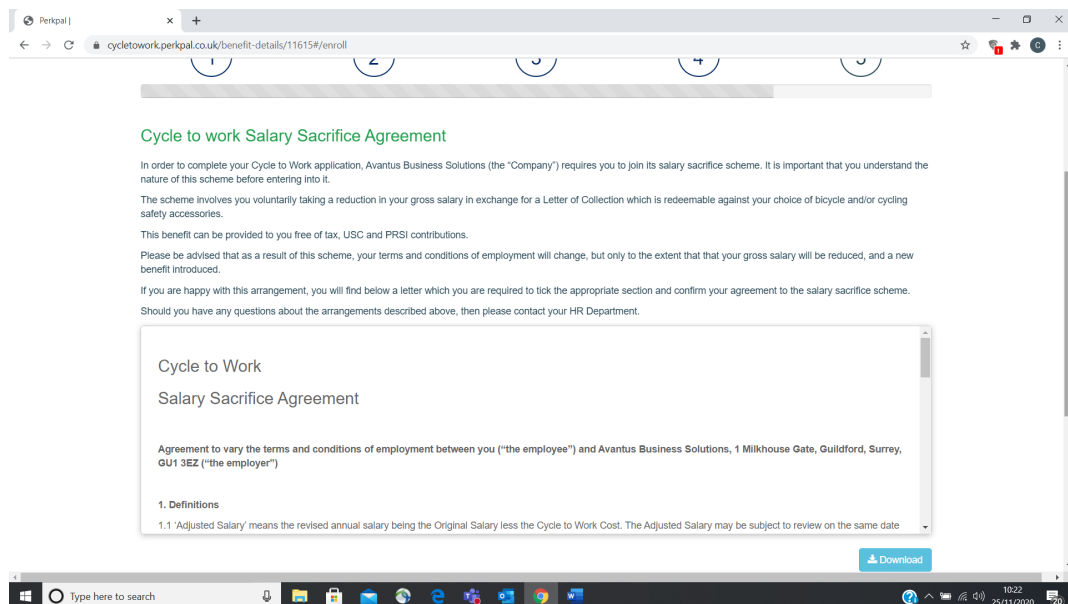 Perkpal |
cycletowork.perkpal.co.uk/benefit-details/11615#/enroll
C
1 2 3 4 5
Cycle to work Salary Sacrifice Agreement
In order to complete your Cycle to Work application, Avantus Business Solutions (the “Company”) requires you to join its salary sacrifice scheme. It is important that you understand the
nature of this scheme before entering into it.
The scheme involves you voluntarily taking a reduction in your gross salary in exchange for a Letter of Collection which is redeemable against your choice of bicycle and/or cycling
safety accessories.
This benefit can be provided to you free of tax, USC and PRSI contributions.
Please be advised that as a result of this scheme, your terms and conditions of employment will change, but only to the extent that that your gross salary will be reduced, and a new
benefit introduced.
If you are happy with this arrangement, you will find below a letter which you are required to tick the appropriate section and confirm your agreement to the salary sacrifice scheme.
Should you have any questions about the arrangements described above, then please contact your HR Department.
Cycle to Work
Salary Sacrifice Agreement
Agreement to vary the terms and conditions of employment between you (“the employee”) and Avantus Business Solutions, 1 Milkhouse Gate, Guildford, Surrey,
GU1 3EZ (“the employer”)
1. Definitions
1.1 'Adjusted Salary' means the revised annual salary being the Original Salary less the Cycle to Work Cost. The Adjusted Salary may be subject to review on the same date
Download
Type here to search
10:22
25/11/2020
20